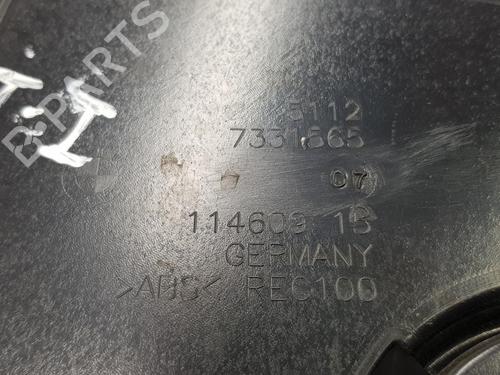 B-PARTS
5112
7331565
07
114609 13
GERMANY
>ABS< REC100